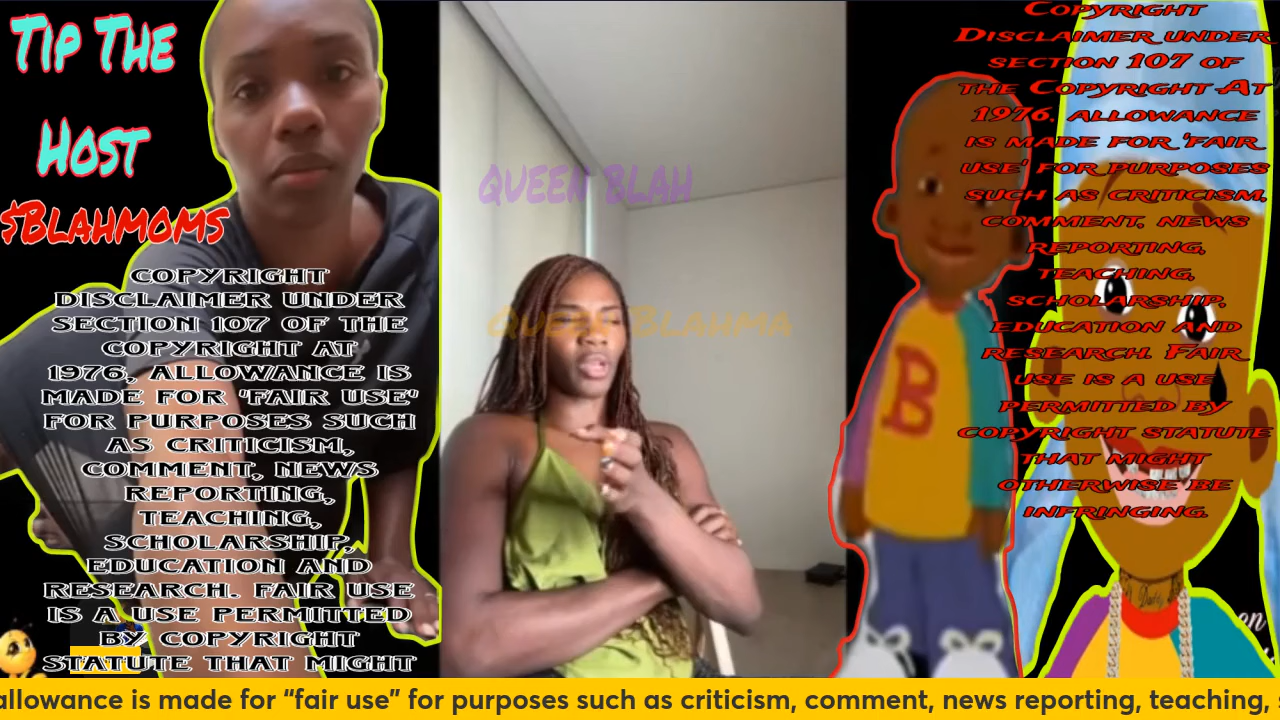 TIP THE
HOST
$BLAHMOMS
COPYRIGHT
DISCLAIMER UNDER
SECTION 107 OF THE
COPYRIGHT AT
1976, ALLOWANCE IS
MADE FOR "FAIR USE"
FOR PURPOSES SUCH
AS CRITICISM,
COMMENT, NEWS
REPORTING,
TEACHING,
SCHOLARSHIP,
EDUCATION AND
RESEARCH. FAIR USE
IS A USE PERMITTED
BY COPYRIGHT
STATUTE THAT MIGHT
QUEEN BLAH
QUEEN BLAHMA
B
COPYRIGHT
DISCLAIMER UNDER
SECTION 107 OF
THE COPYRIGHT AT
1976, ALLOWANCE
IS MADE FOR 'FAIR
USE' FOR PURPOSES
SUCH AS CRITICISM,
COMMENT, NEWS
REPORTING,
TEACHING,
SCHOLARSHIP,
EDUCATION AND
RESEARCH. FAIR
USE IS A USE
PERMITTED BY
COPYRIGHT STATUTE
THAT MIGHT
OTHERWISE BE
INFRINGING.
on
allowance is made for “fair use” for purposes such as criticism, comment, news reporting, teaching,